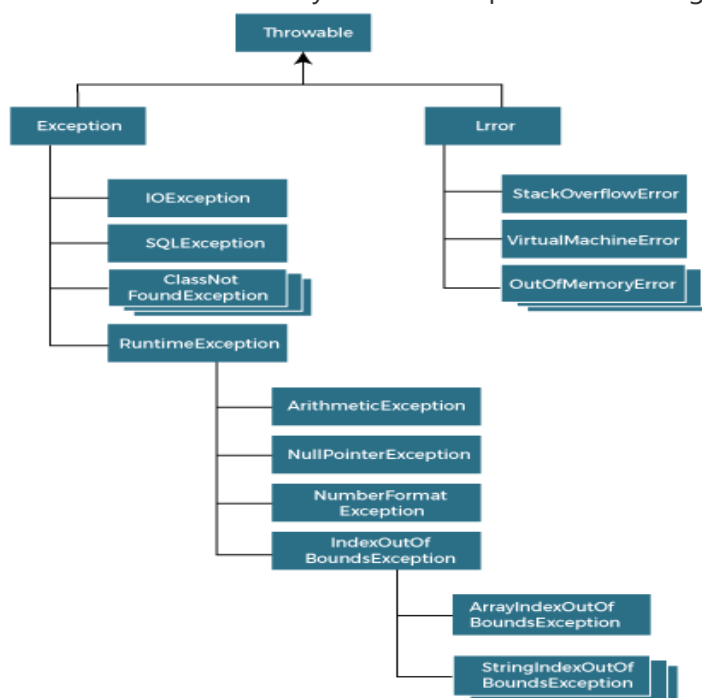 Throwable
Exception
Lrror
IOException
StackOverflowError
SQLException
VirtualMachineError
ClassNot
FoundException
OutOfMemoryError
RuntimeException
ArithmeticException
NullPointerException
NumberFormat
Exception
IndexOutOf
BoundsException
ArrayIndexOutOf
BoundsException
StringIndexOutOf
BoundsException